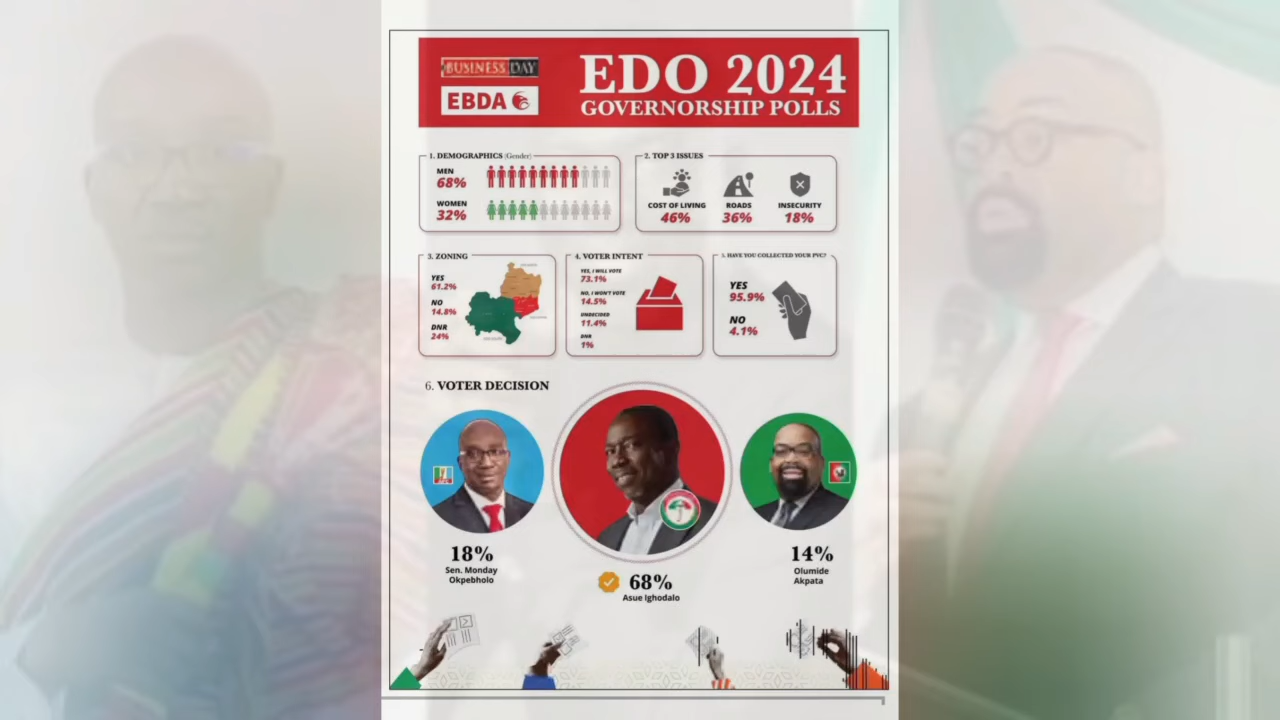 BUSINESS DAY
EBDA
EDO 2024
GOVERNORSHIP POLLS
1. DEMOGRAPHICS (Gender)
MEN
68%
WOMEN
32%
2. TOP 3 ISSUES
COST OF LIVING
46%
ROADS
36%
INSECURITY
18%
3. ZONING
YES
61.2%
NO
14.8%
DNR
24%
4. VOTER INTENT
YES, I WILL VOTE
73.1%
NO, I WON'T VOTE
14.5%
UNDECIDED
11.4%
DNR
1%
5. HAVE YOU COLLECTED YOUR PVC?
YES
95.9%
NO
4.1%
6. VOTER DECISION
18%
Sen. Monday
Okpebholo
68%
Asue Ighodalo
14%
Olumide
Akpata